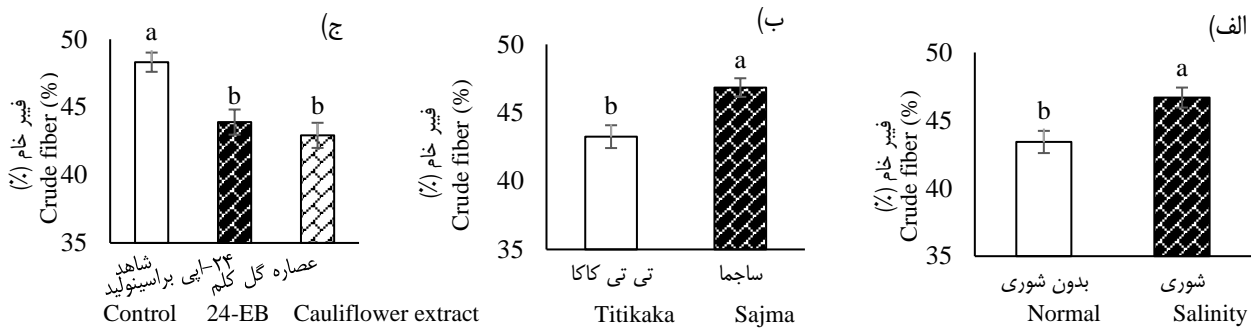 ج)
فیبر خام (٪)
Crude fiber (%)
50
45
40
35
a
b
b
شاهد
۲۴-اپی براسینولید
عصاره گل کلم
Control 24-EB Cauliflower extract
ب)
فیبر خام (٪)
Crude fiber (%)
50
45
40
35
b
a
تی تی کاکا
ساجما
Titikaka Sajma
الف)
فیبر خام (٪)
Crude fiber (%)
50
45
40
35
b
a
بدون شوری
شوری
Normal Salinity